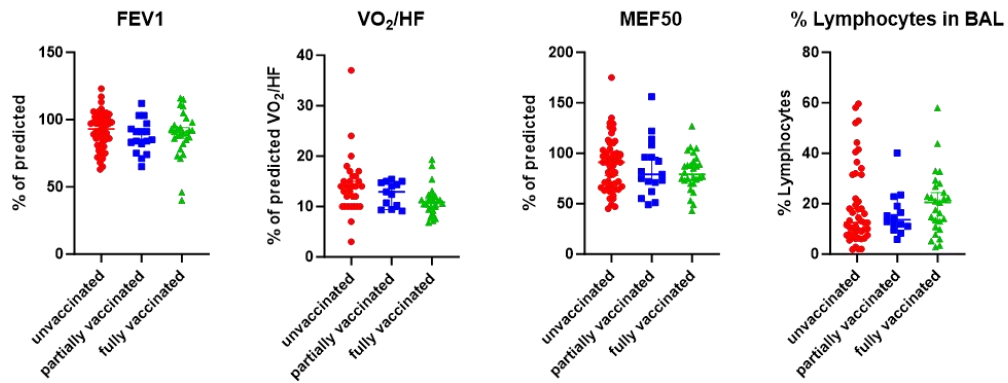 FEV1
% of predicted
150
100
50
0
unvaccinated
partially vaccinated
fully vaccinated
VO₂/HF
% of predicted VO₂/HF
40
30
20
10
0
unvaccinated
partially vaccinated
fully vaccinated
MEF50
% of predicted
200
150
100
50
0
unvaccinated
partially vaccinated
fully vaccinated
% Lymphocytes in BAL
% Lymphocytes
80
60
40
20
0
unvaccinated
partially vaccinated
fully vaccinated